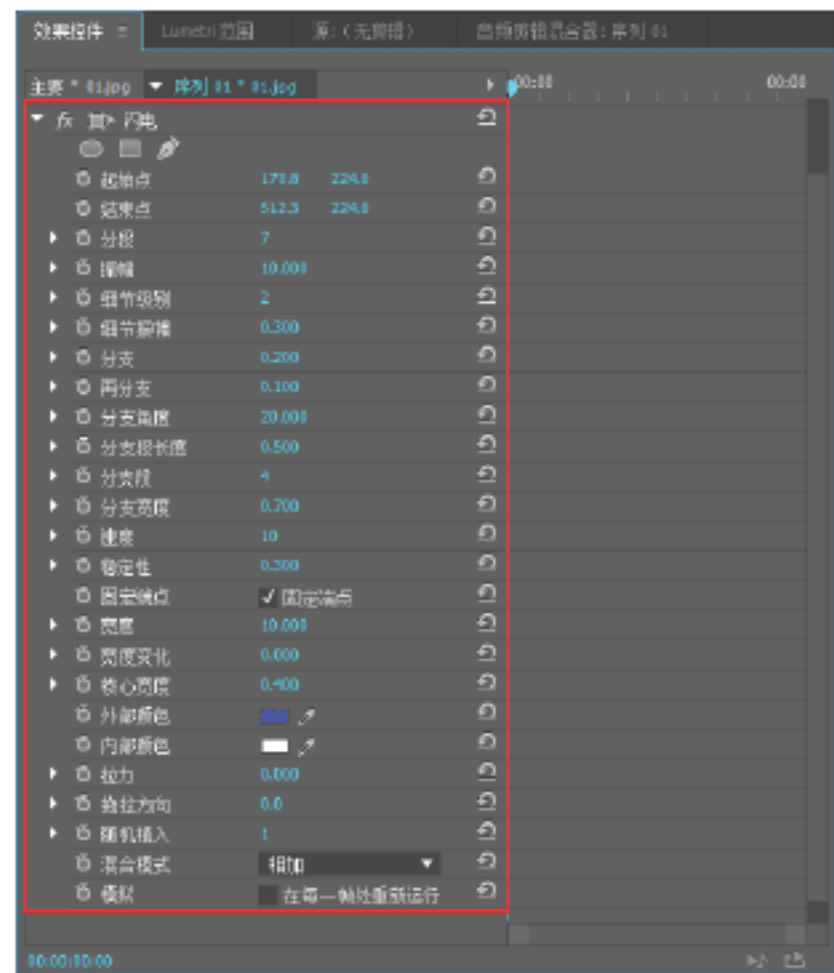 效果控件 Lumetri 范围 源:（无剪辑） 音频剪辑混合器: 序列 01
主要 * 01.jpg 序列 01 * 01.jpg 00:00 00:00
fx 闪电
起始点 170.8 224.0
结束点 512.3 224.0
分段 7
振幅 10.000
细节级别 2
细节振幅 0.300
分支 0.200
再分支 0.100
分支角度 20.000
分支段长度 0.500
分支段 4
分支宽度 0.700
速度 10
稳定性 0.300
固定端点 固定端点
宽度 10.000
宽度变化 0.000
核心宽度 0.400
外部颜色
内部颜色
拉力 0.000
拖拉方向 0.0
随机植入 1
混合模式 相加
模拟 在每一帧处重新运行
00:00:00:00